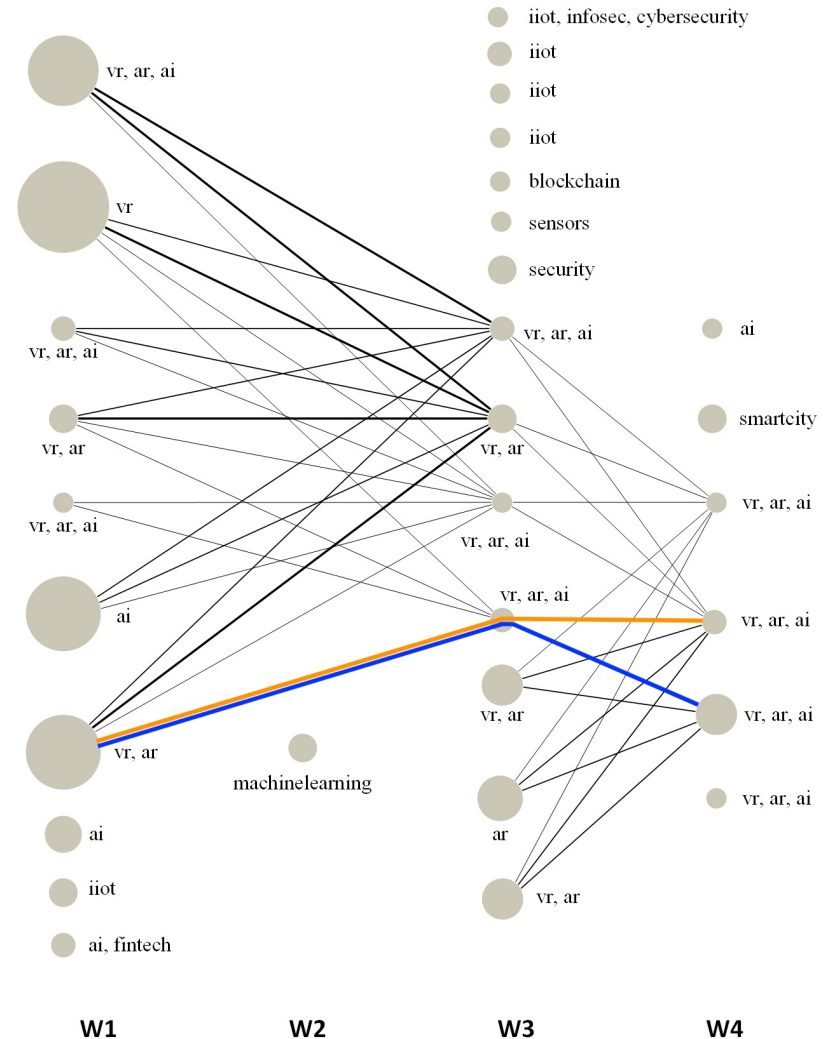 iiot, infosec, cybersecurity
iiot
vr, ar, ai
iiot
iiot
blockchain
vr
sensors
security
vr, ar, ai
ai
vr, ar, ai
smartcity
vr, ar
vr, ar
vr, ar, ai
vr, ar, ai
vr, ar, ai
vr, ar, ai
ai
vr, ar, ai
vr, ar
vr, ar, ai
vr, ar
machinelearning
vr, ar, ai
ai
ar
iiot
vr, ar
ai, fintech
W1 W2 W3 W4